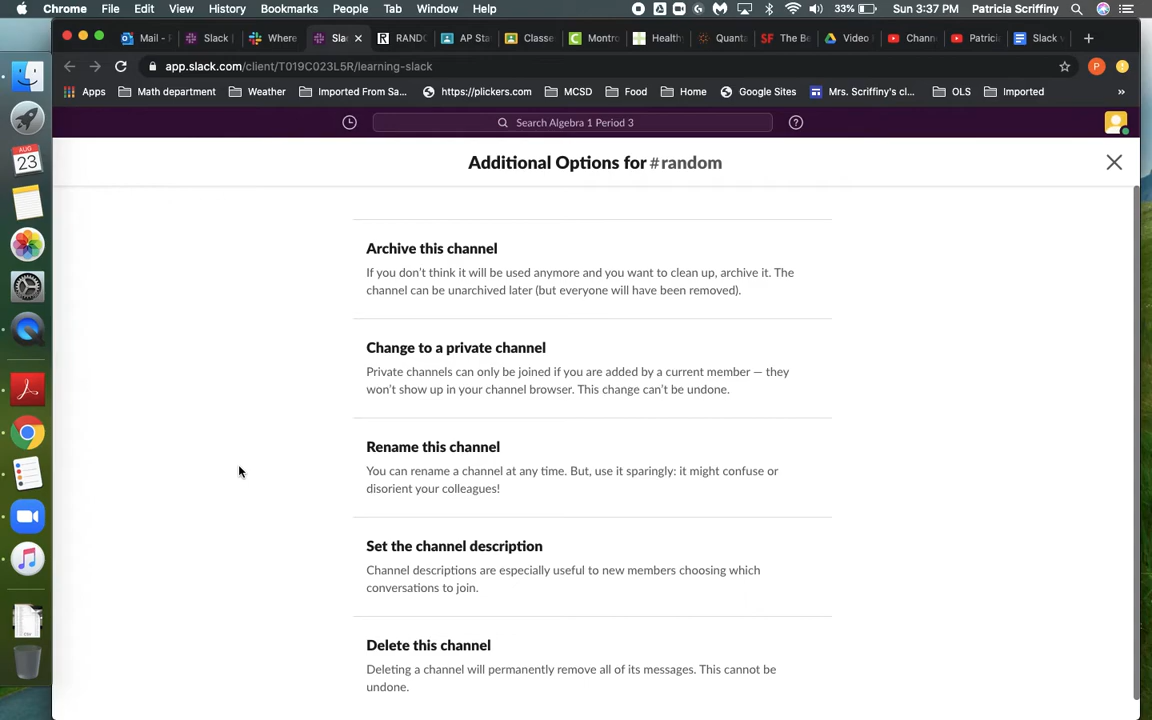 Chrome File Edit View History Bookmarks People Tab Window Help 33% Sun 3:37 PM Patricia Scriffiny
Mail - Slack Where Sla RANDO AP Sta Classe Montro Health Quanta SF The Be Video Chann Patrici Slack
app.slack.com/client/T019C023L5R/learning-slack P
Apps Math department Weather Imported From Sa... https://plickers.com MCSD Food Home Google Sites Mrs. Scriffiny's cl... OLS Imported »
Search Algebra 1 Period 3
AUG
23
Additional Options for #random
Archive this channel
If you don't think it will be used anymore and you want to clean up, archive it. The
channel can be unarchived later (but everyone will have been removed).
Change to a private channel
Private channels can only be joined if you are added by a current member — they
won't show up in your channel browser. This change can't be undone.
Rename this channel
You can rename a channel at any time. But, use it sparingly: it might confuse or
disorient your colleagues!
Set the channel description
Channel descriptions are especially useful to new members choosing which
conversations to join.
Delete this channel
Deleting a channel will permanently remove all of its messages. This cannot be
undone.